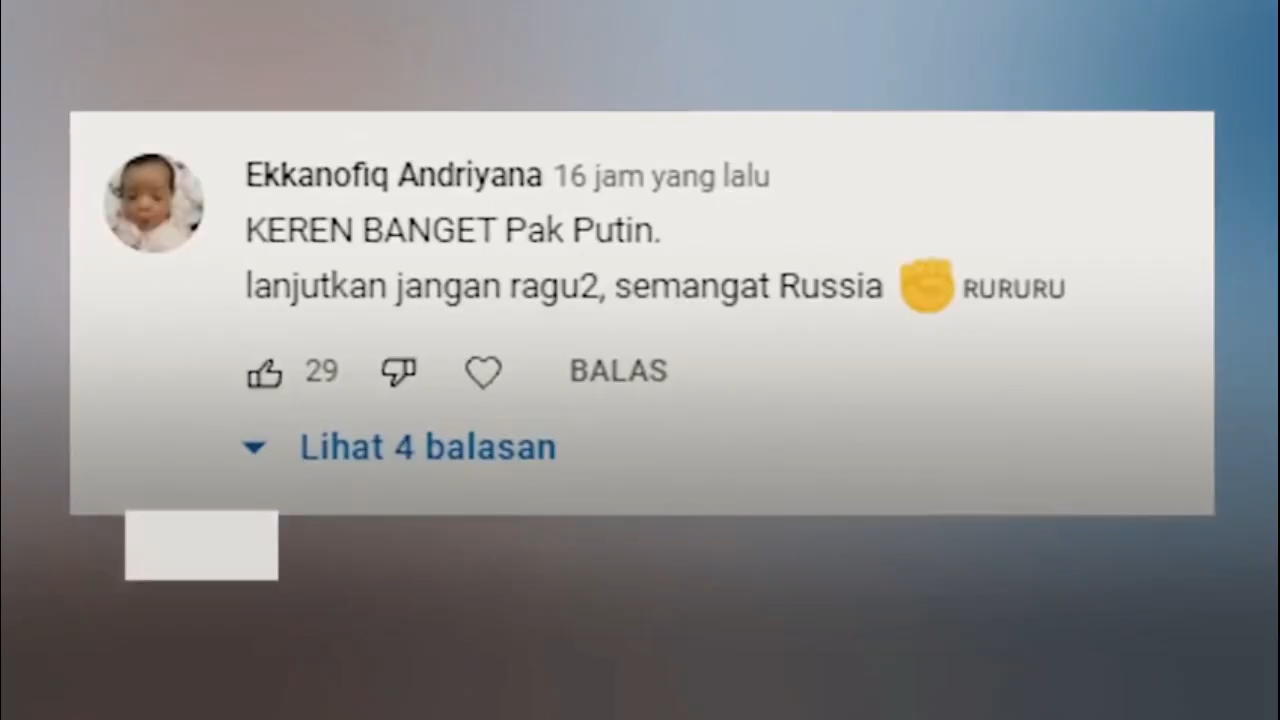 Ekkanofiq Andriyana 16 jam yang lalu
KEREN BANGET Pak Putin.
lanjutkan jangan ragu2, semangat Russia ✊ RURURU
29 BALAS
Lihat 4 balasan